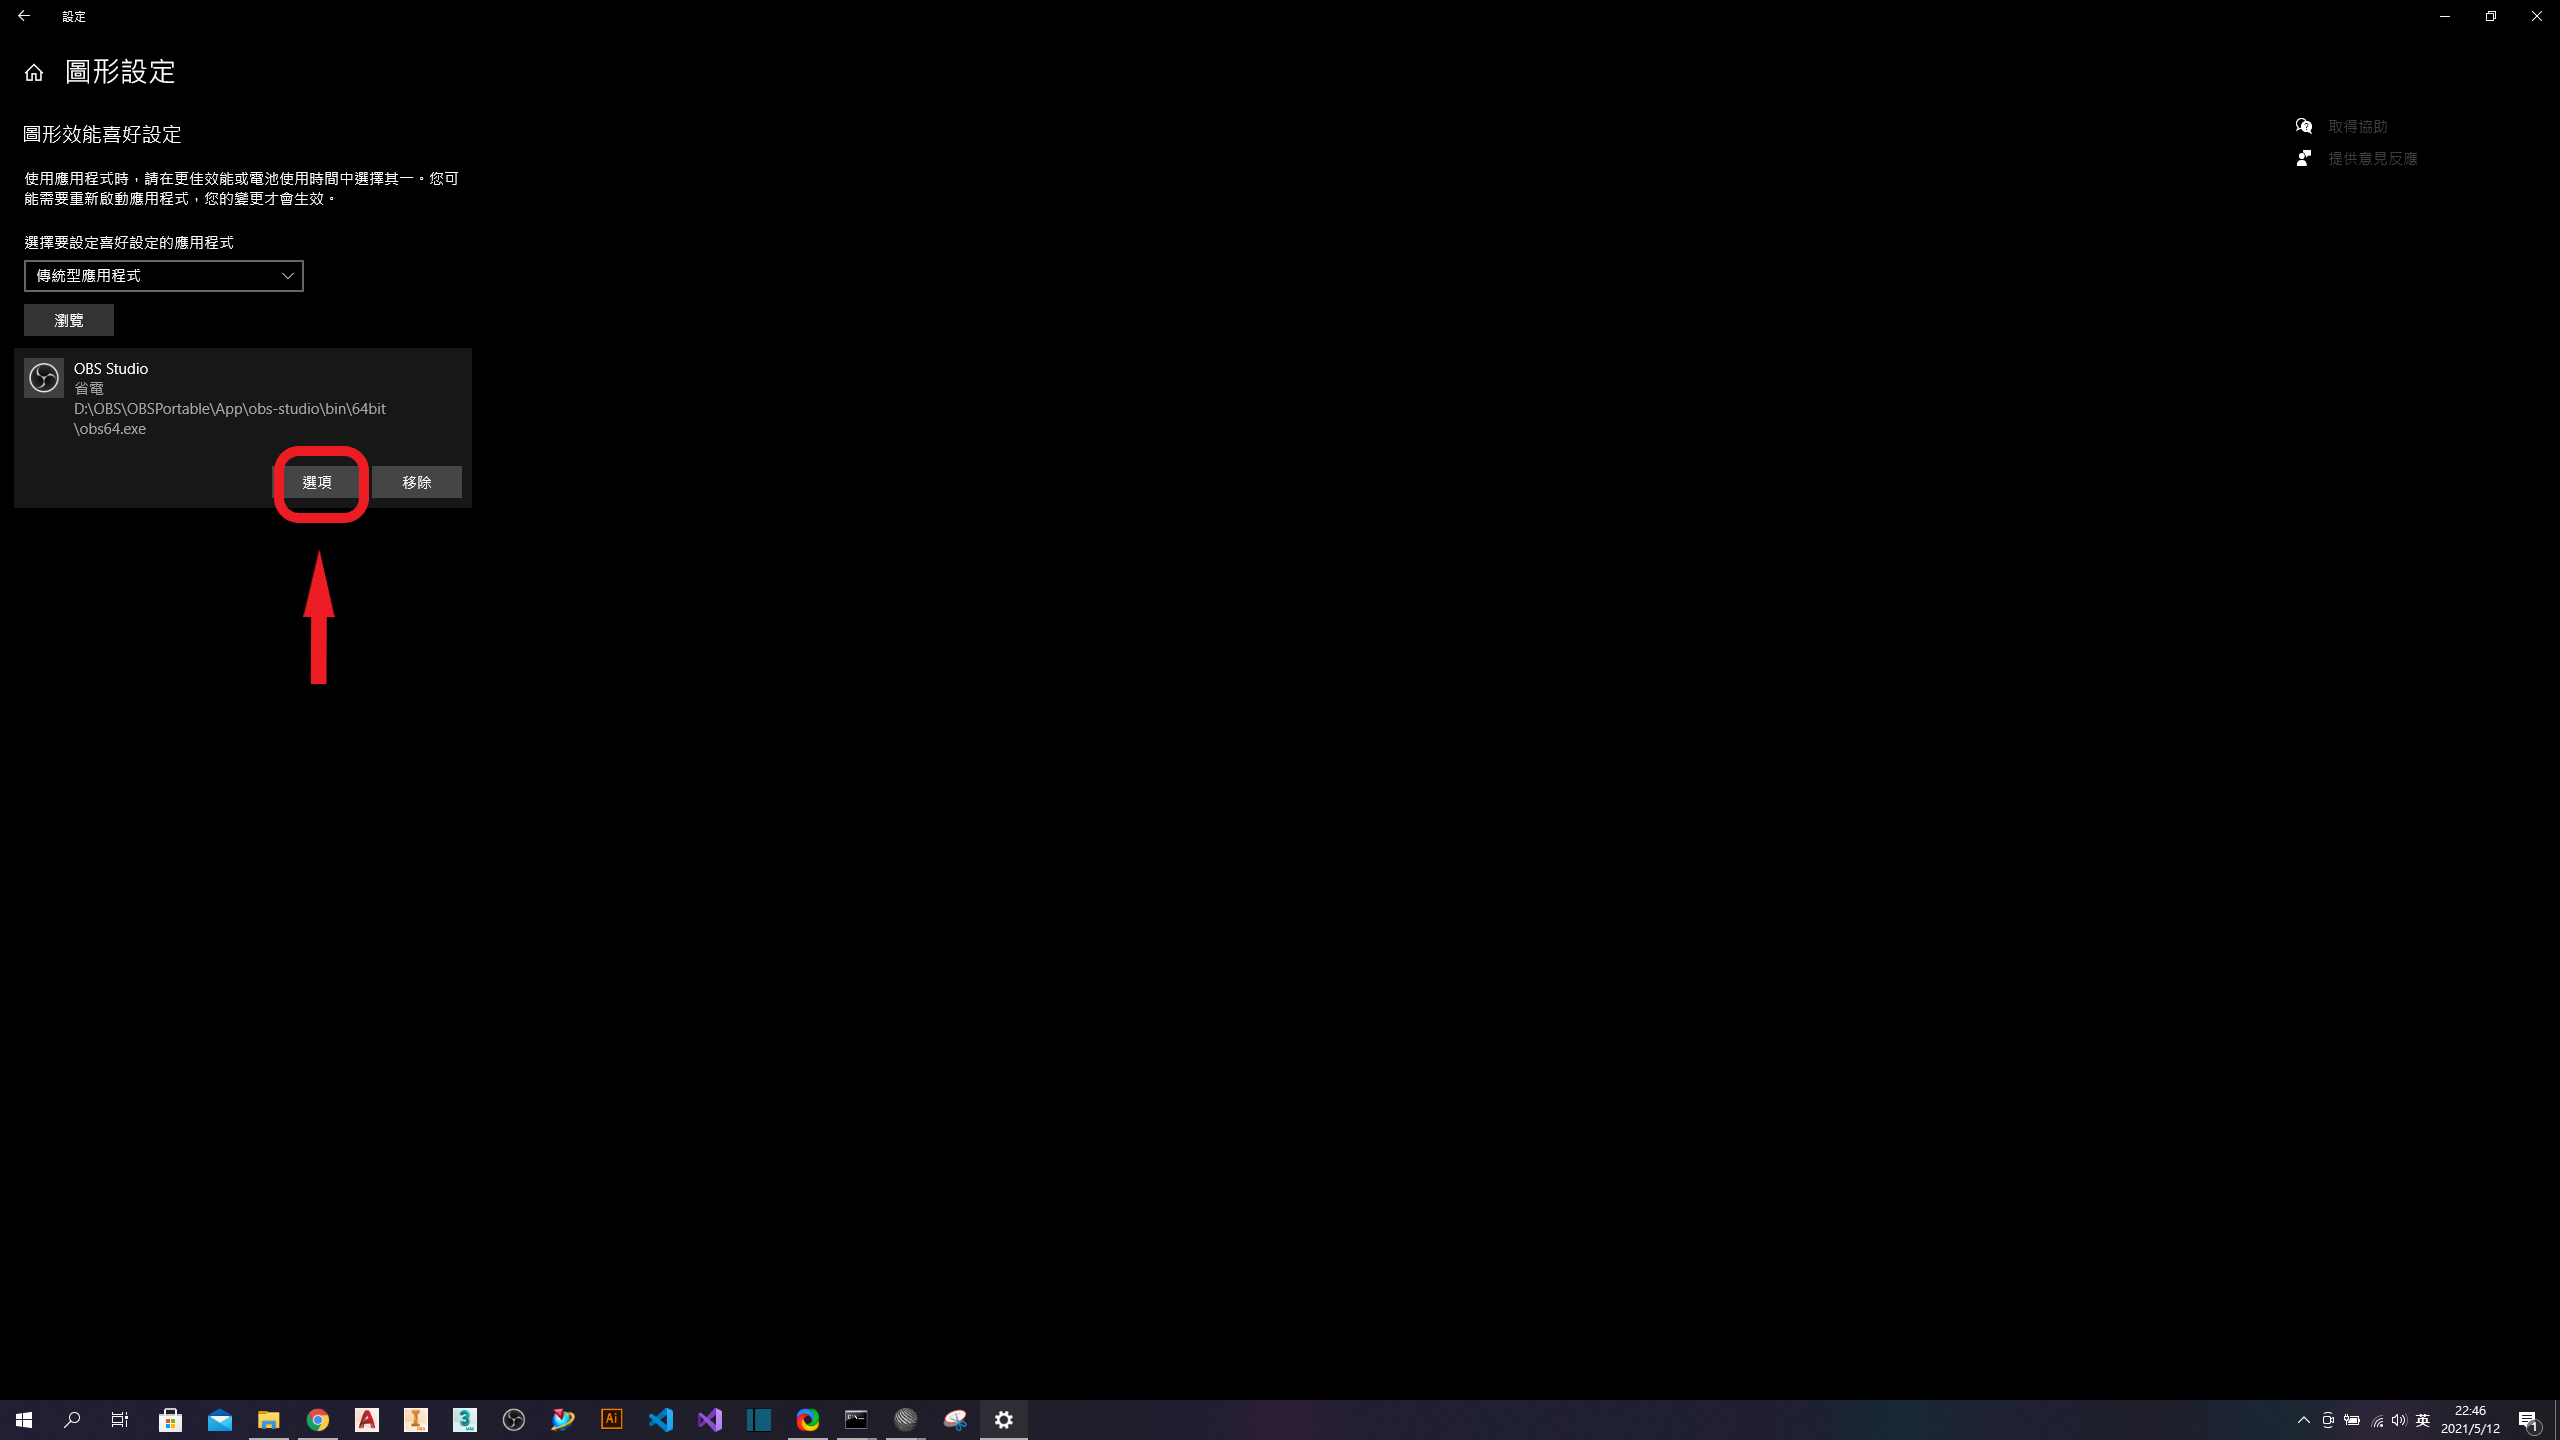 設定
圖形設定
圖形效能喜好設定
使用應用程式時，請在更佳效能或電池使用時間中選擇其一。您可
能需要重新啟動應用程式，您的變更才會生效。
選擇要設定喜好設定的應用程式
傳統型應用程式
瀏覽
OBS Studio
省電
D:\OBS\OBSPortable\App\obs-studio\bin\64bit
\obs64.exe
選項
移除
取得協助
提供意見反應
Ai
英
22:46
2021/5/12
1